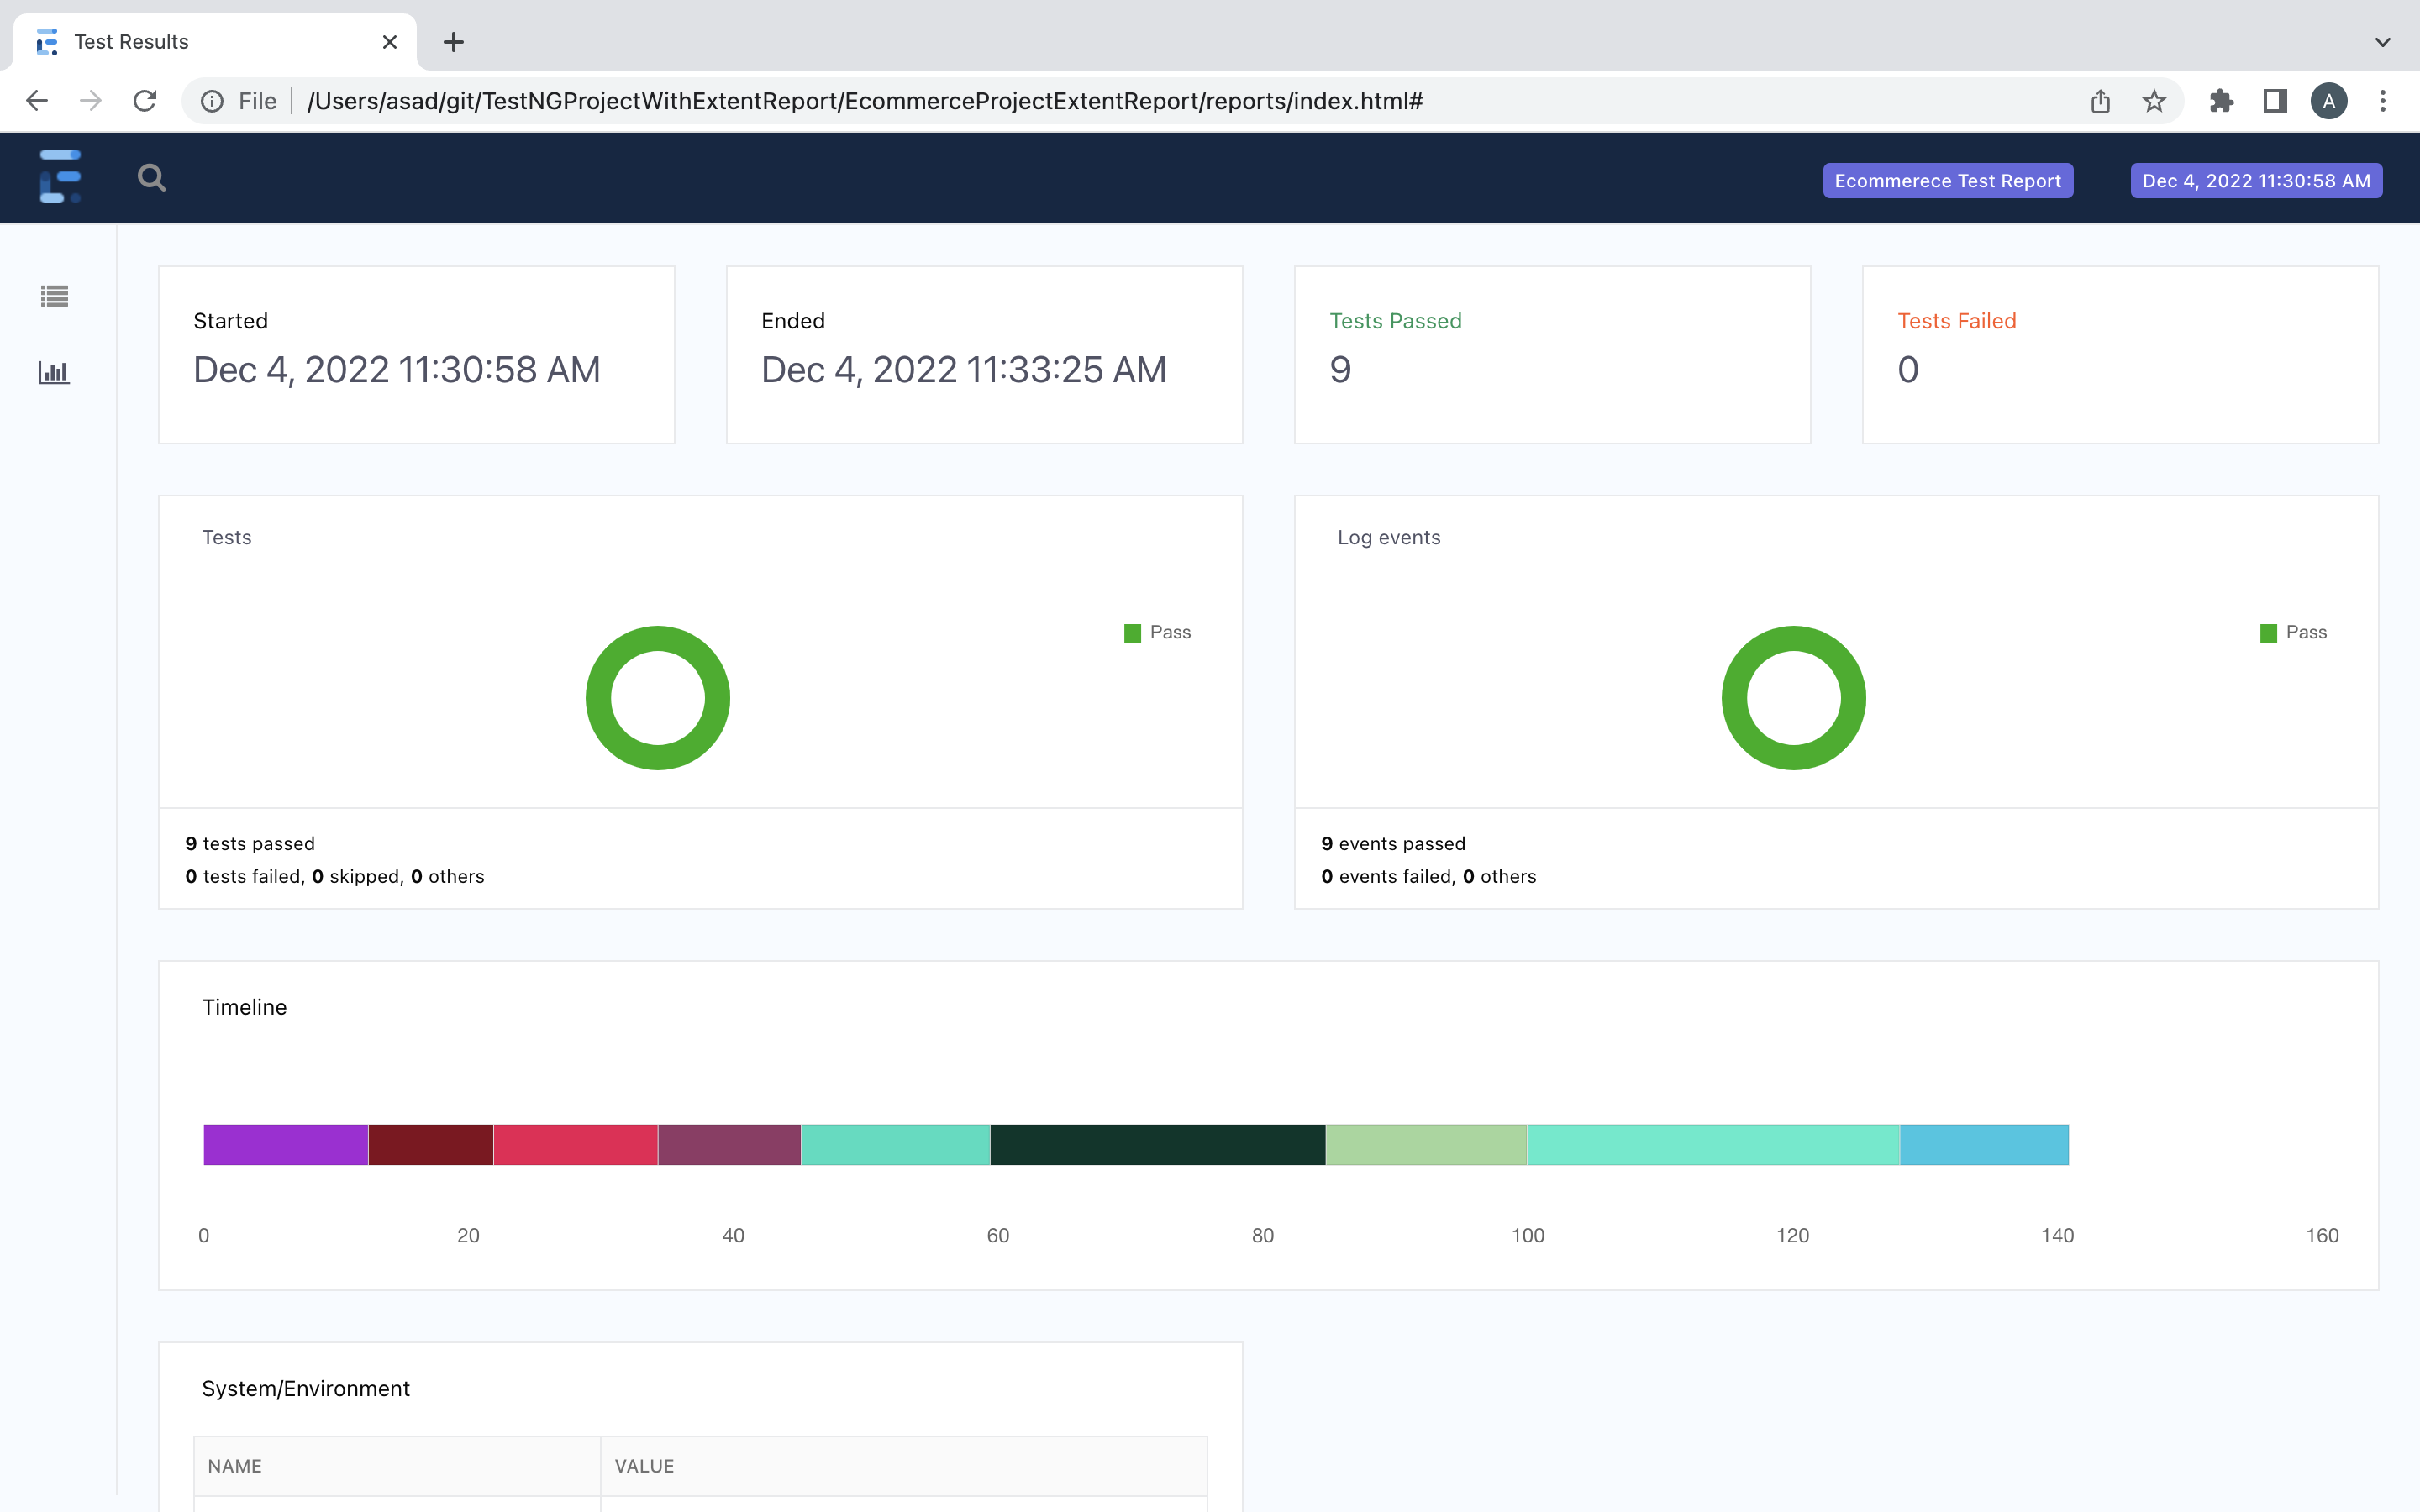 Test Results
File /Users/asad/git/TestNGProjectWithExtentReport/EcommerceProjectExtentReport/reports/index.html#
A
Ecommerece Test Report
Dec 4, 2022 11:30:58 AM
Started
Dec 4, 2022 11:30:58 AM
Ended
Dec 4, 2022 11:33:25 AM
Tests Passed
9
Tests Failed
0
Tests
Pass
9 tests passed
0 tests failed, 0 skipped, 0 others
Log events
Pass
9 events passed
0 events failed, 0 others
Timeline
0 20 40 60 80 100 120 140 160
System/Environment
NAME VALUE